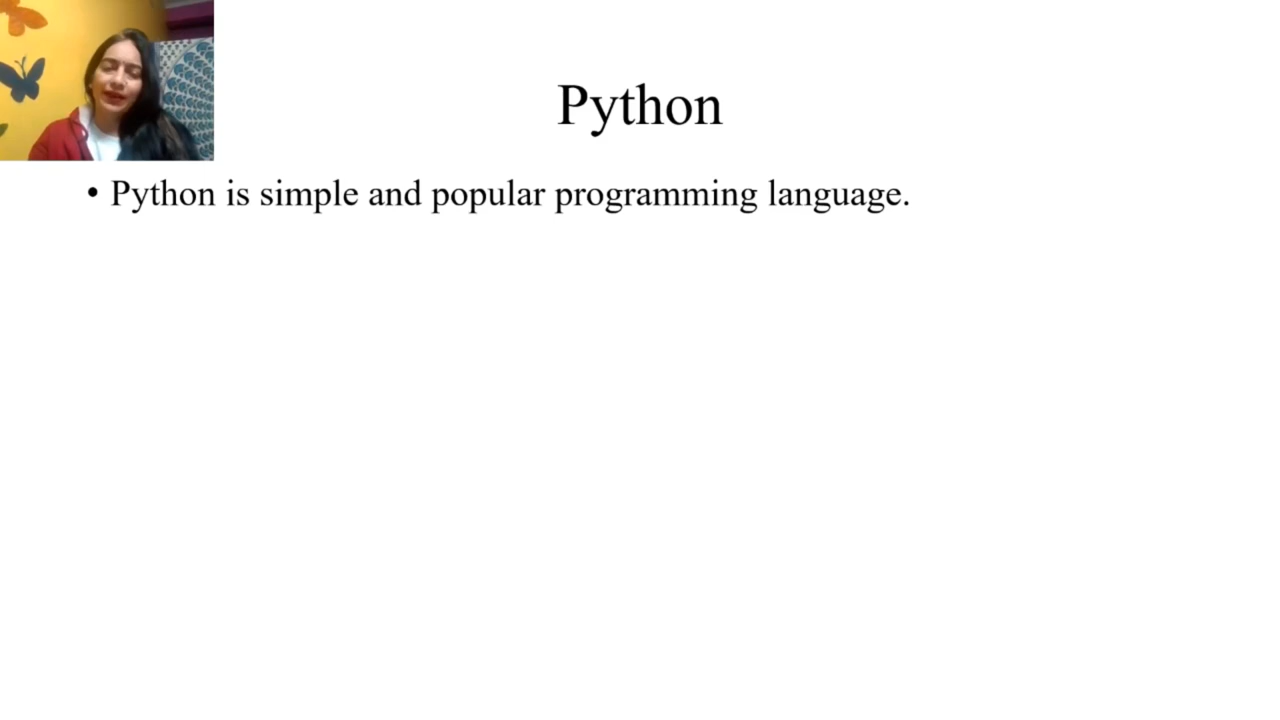 Python
• Python is simple and popular programming language.